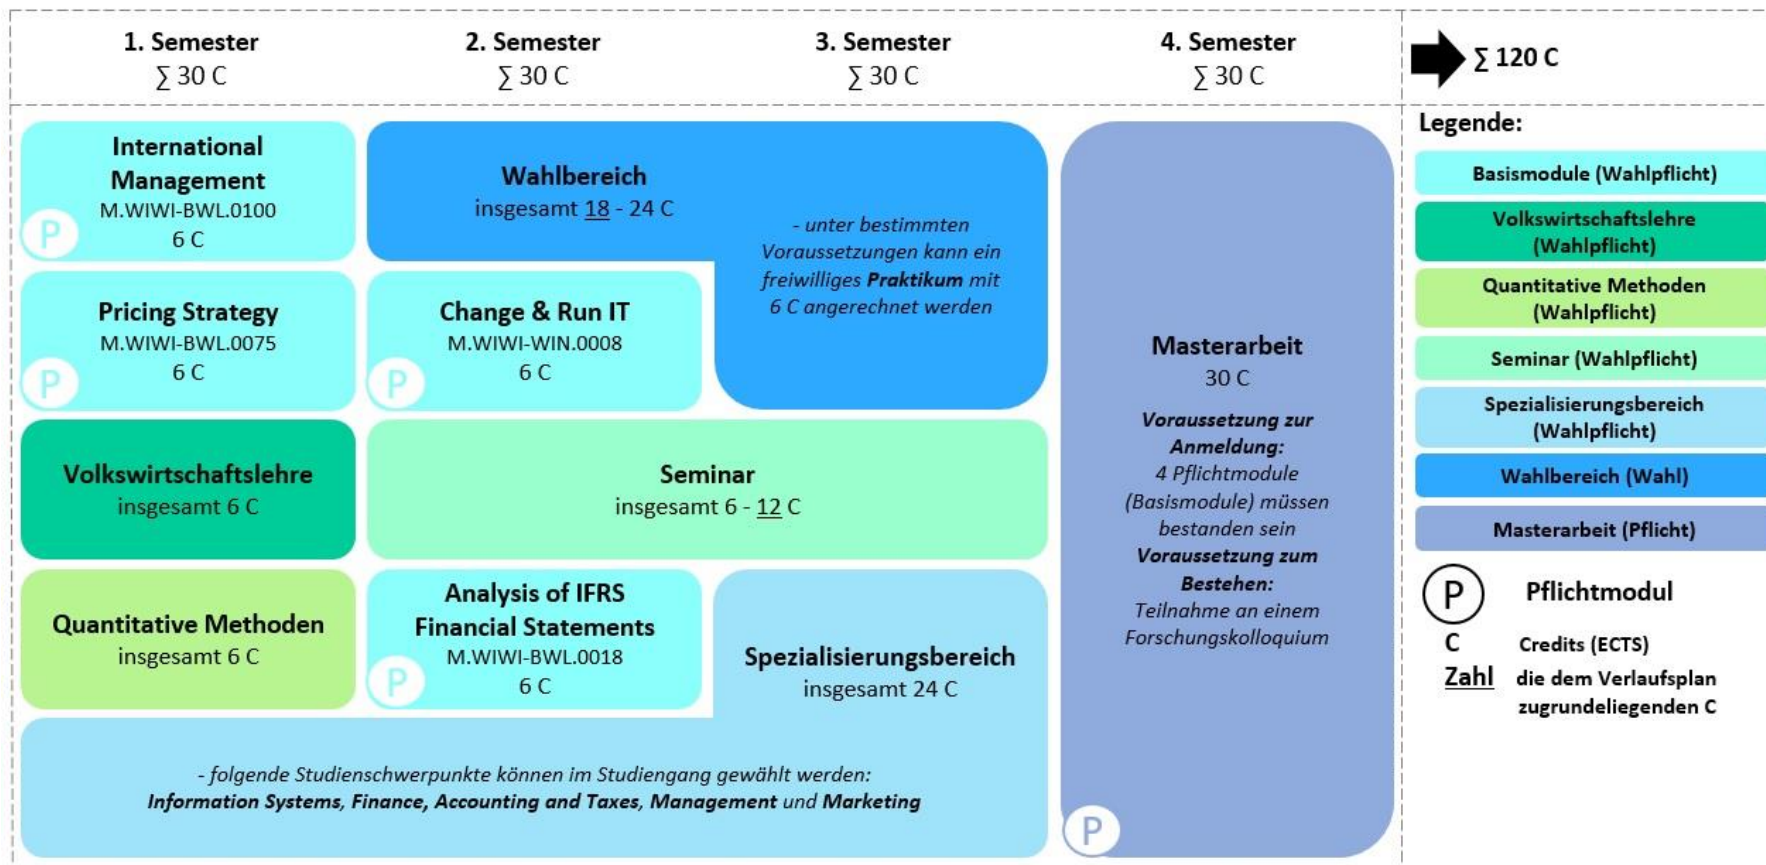 1. Semester
∑ 30 C
2. Semester
∑ 30 C
3. Semester
∑ 30 C
4. Semester
∑ 30 C
∑ 120 C
International
Management
M.WIWI-BWL.0100
6 C
P
Pricing Strategy
M.WIWI-BWL.0075
6 C
P
Volkswirtschaftslehre
insgesamt 6 C
Quantitative Methoden
insgesamt 6 C
Wahlbereich
insgesamt 18 - 24 C
- unter bestimmten
Voraussetzungen kann ein
freiwilliges Praktikum mit
6 C angerechnet werden
Change & Run IT
M.WIWI-WIN.0008
6 C
P
Seminar
insgesamt 6 - 12 C
Analysis of IFRS
Financial Statements
M.WIWI-BWL.0018
6 C
P
Spezialisierungsbereich
insgesamt 24 C
- folgende Studienschwerpunkte können im Studiengang gewählt werden:
Information Systems, Finance, Accounting and Taxes, Management und Marketing
Masterarbeit
30 C
Voraussetzung zur
Anmeldung:
4 Pflichtmodule
(Basismodule) müssen
bestanden sein
Voraussetzung zum
Bestehen:
Teilnahme an einem
Forschungskolloquium
P
Legende:
Basismodule (Wahlpflicht)
Volkswirtschaftslehre
(Wahlpflicht)
Quantitative Methoden
(Wahlpflicht)
Seminar (Wahlpflicht)
Spezialisierungsbereich
(Wahlpflicht)
Wahlbereich (Wahl)
Masterarbeit (Pflicht)
P Pflichtmodul
C Credits (ECTS)
Zahl die dem Verlaufsplan
zugrundeliegenden C